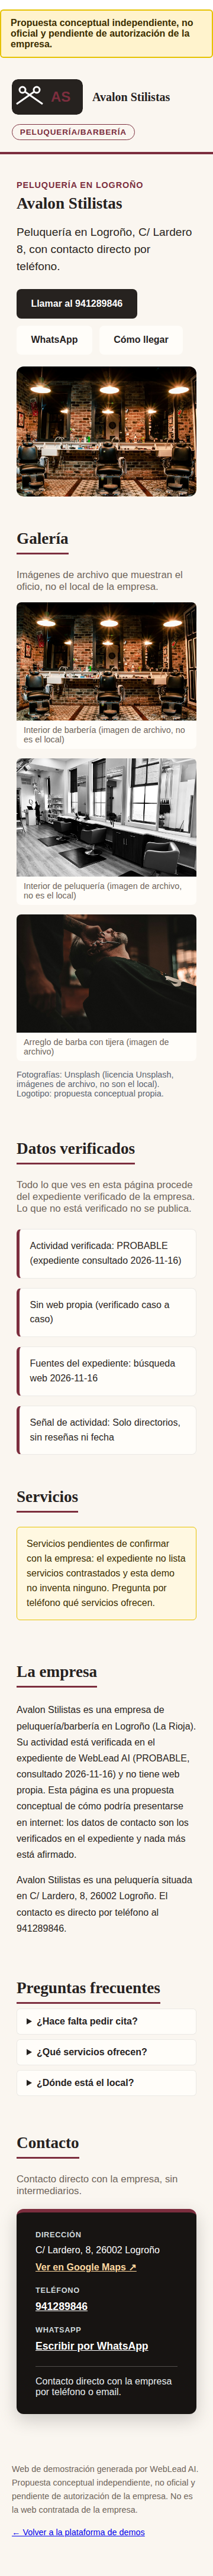 Propuesta conceptual independiente, no
oficial y pendiente de autorización de la
empresa.
AS
Avalon Stilistas
PELUQUERÍA/BARBERÍA
PELUQUERÍA EN LOGROÑO
Avalon Stilistas
Peluquería en Logroño, C/ Lardero
8, con contacto directo por
teléfono.
Llamar al 941289846
WhatsApp
Cómo llegar
Galería
Imágenes de archivo que muestran el
oficio, no el local de la empresa.
Interior de barbería (imagen de archivo, no
es el local)
Interior de peluquería (imagen de archivo,
no es el local)
Arreglo de barba con tijera (imagen de
archivo)
Fotografías: Unsplash (licencia Unsplash,
imágenes de archivo, no son el local).
Logotipo: propuesta conceptual propia.
Datos verificados
Todo lo que ves en esta página procede
del expediente verificado de la empresa.
Lo que no está verificado no se publica.
Actividad verificada: PROBABLE
(expediente consultado 2026-11-16)
Sin web propia (verificado caso a
caso)
Fuentes del expediente: búsqueda
web 2026-11-16
Señal de actividad: Solo directorios,
sin reseñas ni fecha
Servicios
Servicios pendientes de confirmar
con la empresa: el expediente no lista
servicios contrastados y esta demo
no inventa ninguno. Pregunta por
teléfono qué servicios ofrecen.
La empresa
Avalon Stilistas es una empresa de
peluquería/barbería en Logroño (La Rioja).
Su actividad está verificada en el
expediente de WebLead AI (PROBABLE,
consultado 2026-11-16) y no tiene web
propia. Esta página es una propuesta
conceptual de cómo podría presentarse
en internet: los datos de contacto son los
verificados en el expediente y nada más
está afirmado.
Avalon Stilistas es una peluquería situada
en C/ Lardero, 8, 26002 Logroño. El
contacto es directo por teléfono al
941289846.
Preguntas frecuentes
▶ ¿Hace falta pedir cita?
▶ ¿Qué servicios ofrecen?
▶ ¿Dónde está el local?
Contacto
Contacto directo con la empresa, sin
intermediarios.
DIRECCIÓN
C/ Lardero, 8, 26002 Logroño
Ver en Google Maps ↗
TELÉFONO
941289846
WHATSAPP
Escribir por WhatsApp
Contacto directo con la empresa
por teléfono o email.
Web de demostración generada por WebLead AI.
Propuesta conceptual independiente, no oficial y
pendiente de autorización de la empresa. No es
la web contratada de la empresa.
← Volver a la plataforma de demos